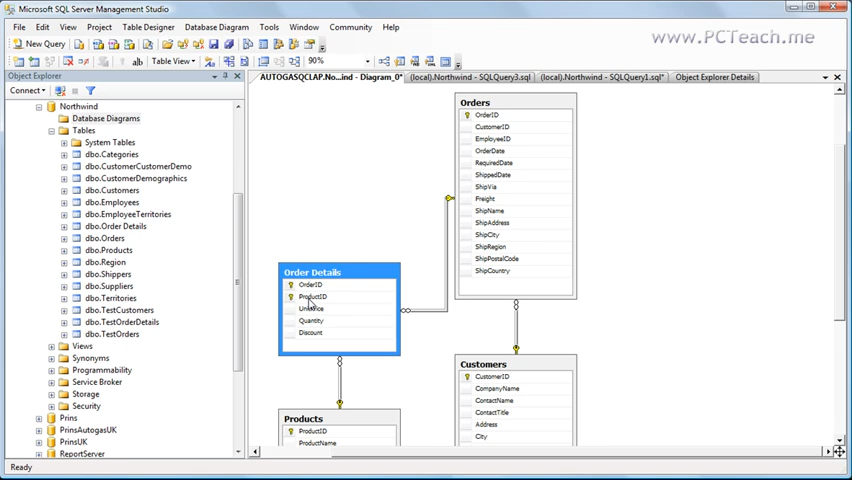 Microsoft SQL Server Management Studio
File Edit View Project Table Designer Database Diagram Tools Window Community Help
www.PCTeach.me
New Query
Table View 90%
Object Explorer
AUTOGASQCLAP.No...ind - Diagram_0* (local).Northwind - SQLQuery3.sql (local).Northwind - SQLQuery1.sql* Object Explorer Details
Connect
Northwind
Database Diagrams
Tables
System Tables
dbo.Categories
dbo.CustomerCustomerDemo
dbo.CustomerDemographics
dbo.Customers
dbo.Employees
dbo.EmployeeTerritories
dbo.Order Details
dbo.Orders
dbo.Products
dbo.Region
dbo.Shippers
dbo.Suppliers
dbo.Territories
dbo.TestCustomers
dbo.TestOrderDetails
dbo.TestOrders
Views
Synonyms
Programmability
Service Broker
Storage
Security
Prins
PrinsAutogasUK
PrinsUK
ReportServer
Orders
OrderID
CustomerID
EmployeeID
OrderDate
RequiredDate
ShippedDate
ShipVia
Freight
ShipName
ShipAddress
ShipCity
ShipRegion
ShipPostalCode
ShipCountry
Order Details
OrderID
ProductID
UnitPrice
Quantity
Discount
Products
ProductID
ProductName
Customers
CustomerID
CompanyName
ContactName
ContactTitle
Address
City
Ready